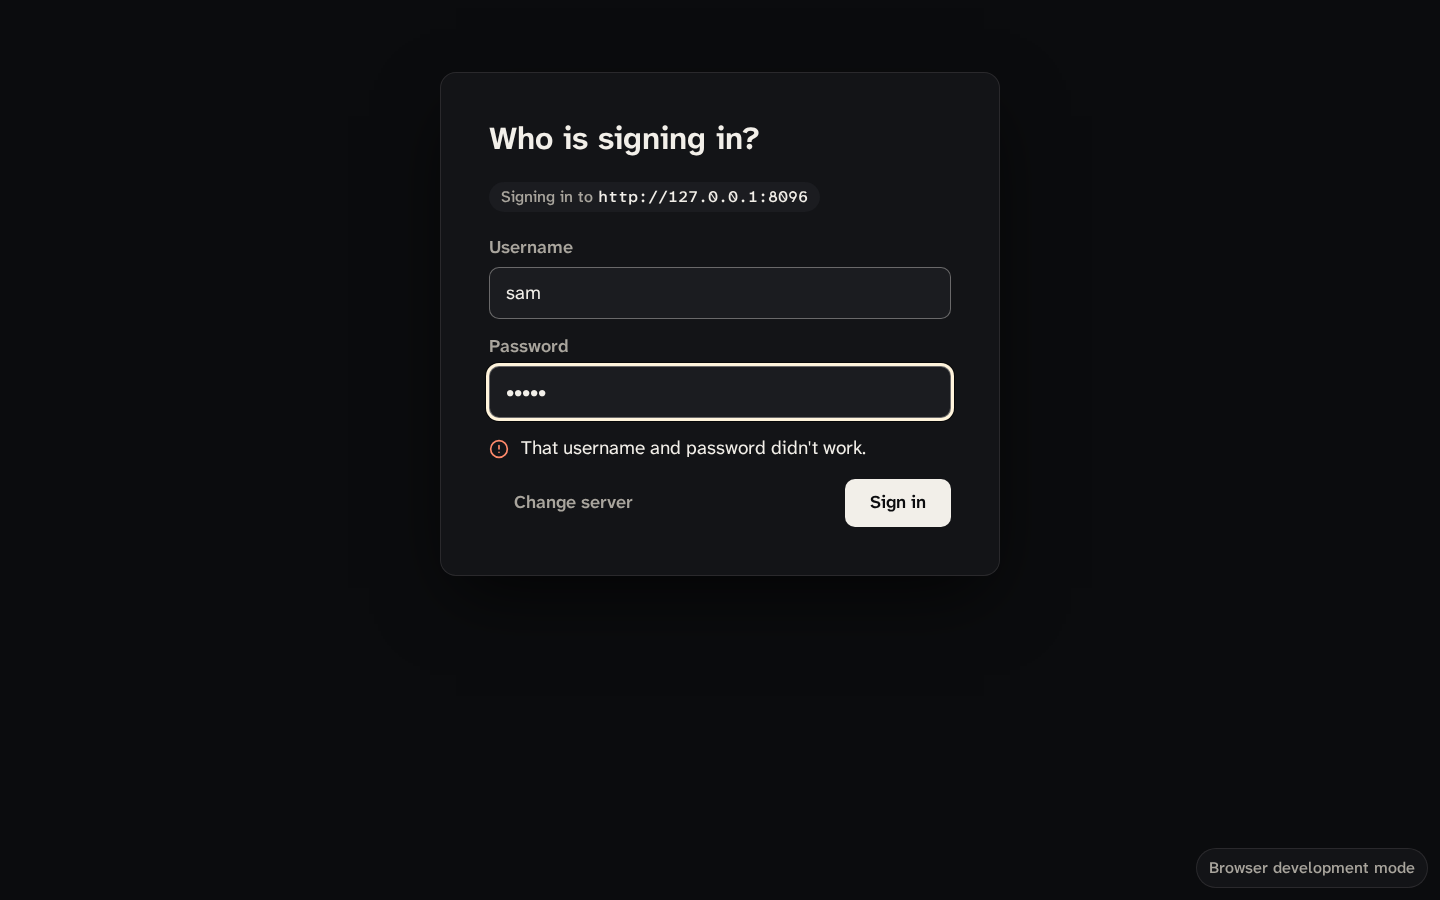 Who is signing in?
Signing in to http://127.0.0.1:8096
Username
sam
Password
•••••
That username and password didn't work.
Change server
Sign in
Browser development mode